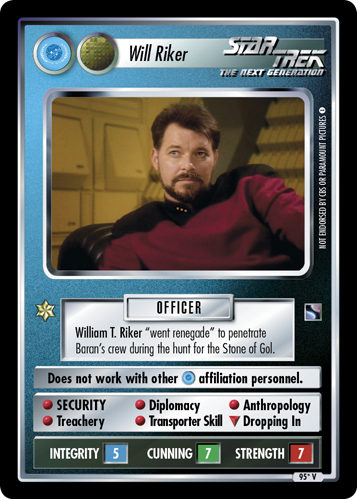 Will Riker
STAR TREK
THE NEXT GENERATION
NOT ENDORSED BY CBS OR PARAMOUNT PICTURES
OFFICER
William T. Riker "went renegade" to penetrate
Baran's crew during the hunt for the Stone of Gol.
Does not work with other affiliation personnel.
SECURITY Diplomacy Anthropology
Treachery Transporter Skill Dropping In
INTEGRITY 5 CUNNING 7 STRENGTH 7
95* V